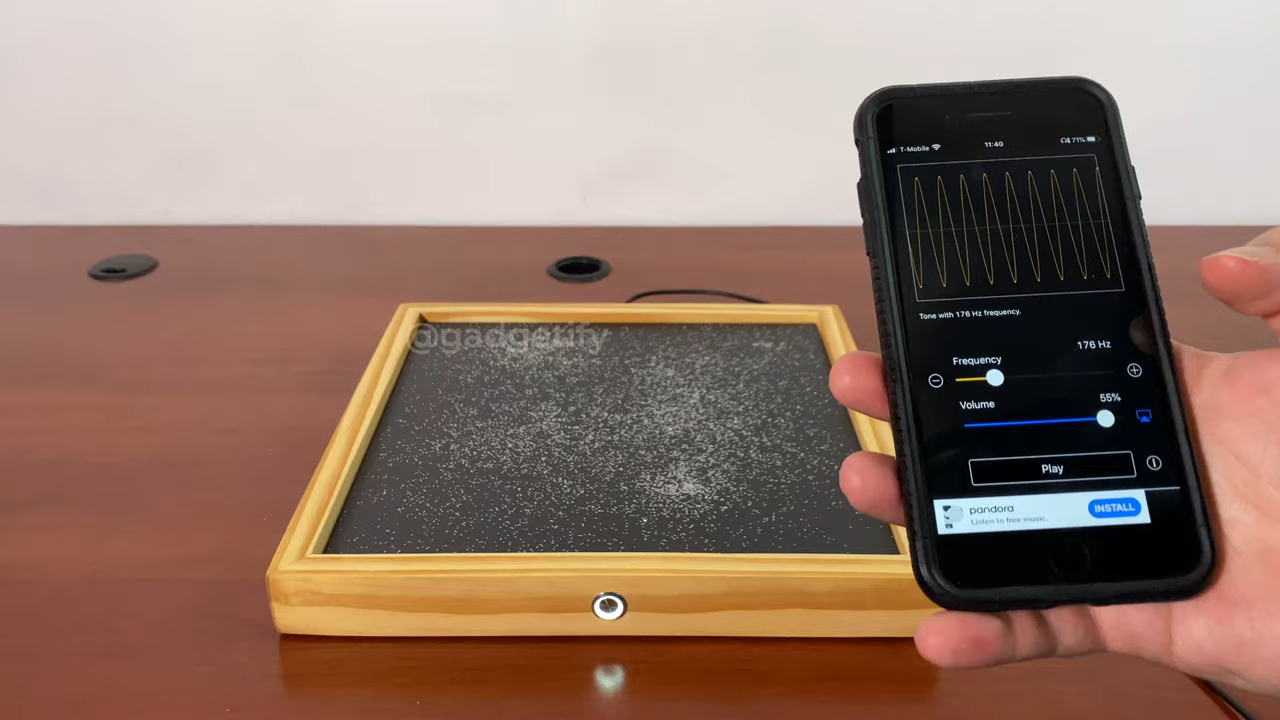 T-Mobile 11:40 71%
@gadgetify
Tone with 176 Hz frequency.
176 Hz
Frequency
55%
Volume
Play
pandora
Listen to free music.
INSTALL